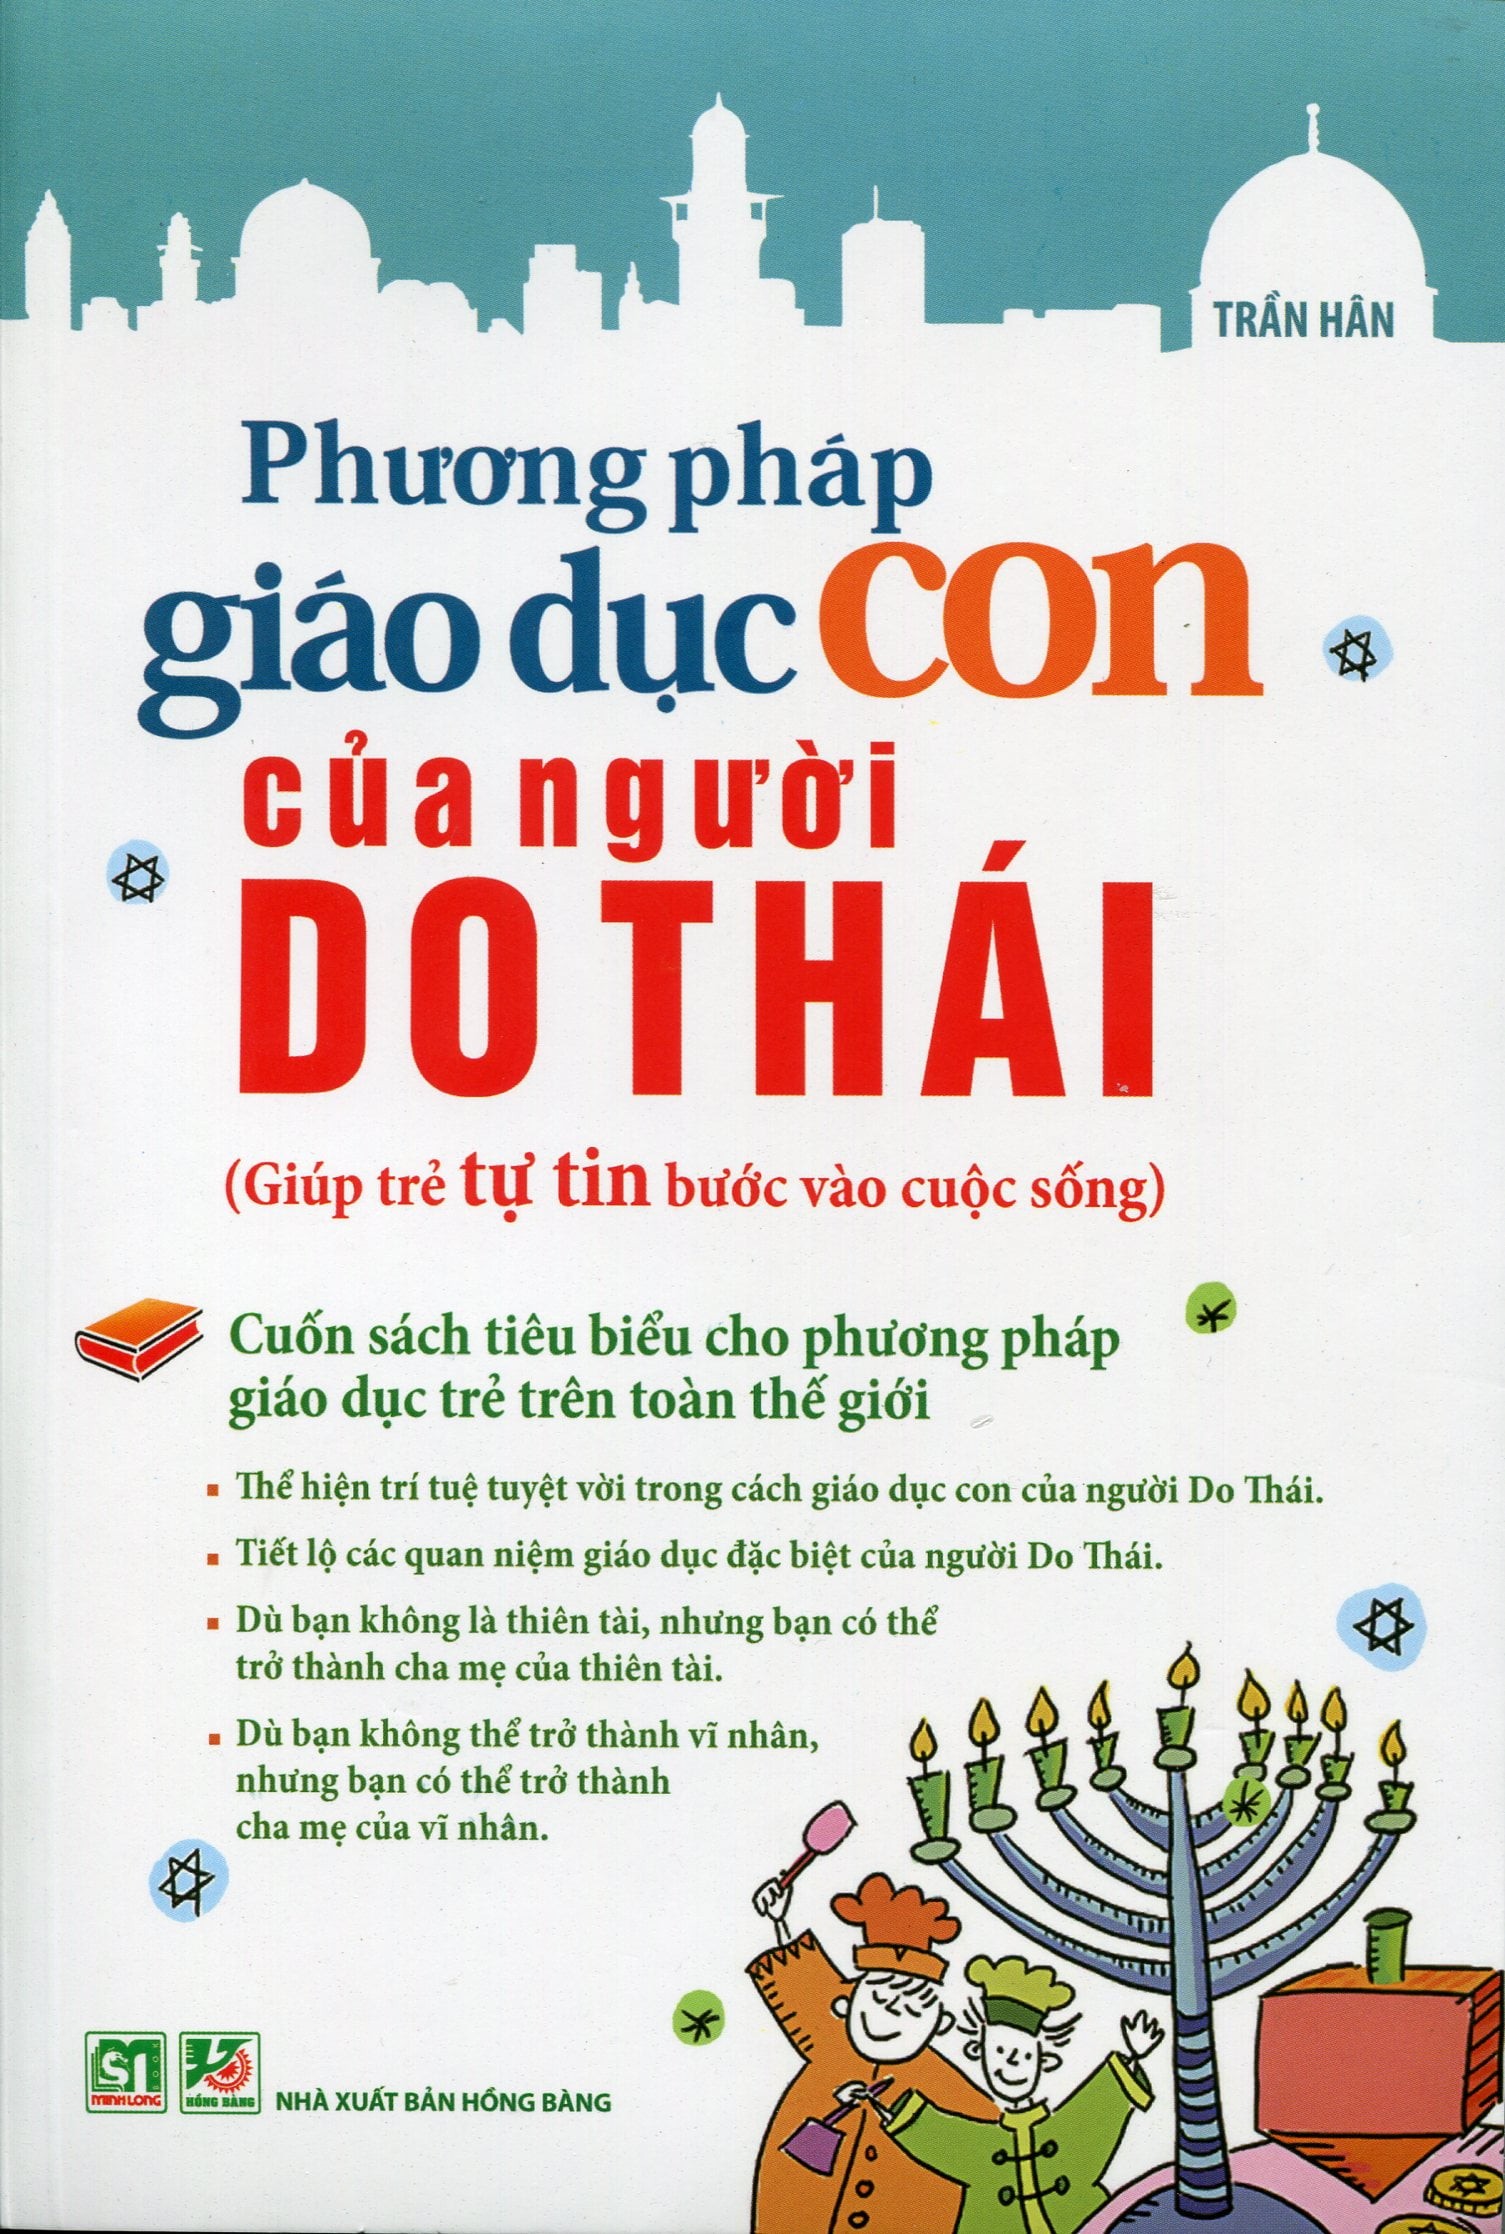 TRẦN HÂN
Phương pháp
giáo dục con
của người
DO THÁI
(Giúp trẻ tự tin bước vào cuộc sống)
Cuốn sách tiêu biểu cho phương pháp
giáo dục trẻ trên toàn thế giới
Thể hiện trí tuệ tuyệt vời trong cách giáo dục con của người Do Thái.
Tiết lộ các quan niệm giáo dục đặc biệt của người Do Thái.
Dù bạn không là thiên tài, nhưng bạn có thể
trở thành cha mẹ của thiên tài.
Dù bạn không thể trở thành vĩ nhân,
nhưng bạn có thể trở thành
cha mẹ của vĩ nhân.
MINH LONG
HỒNG BÀNG
NHÀ XUẤT BẢN HỒNG BÀNG